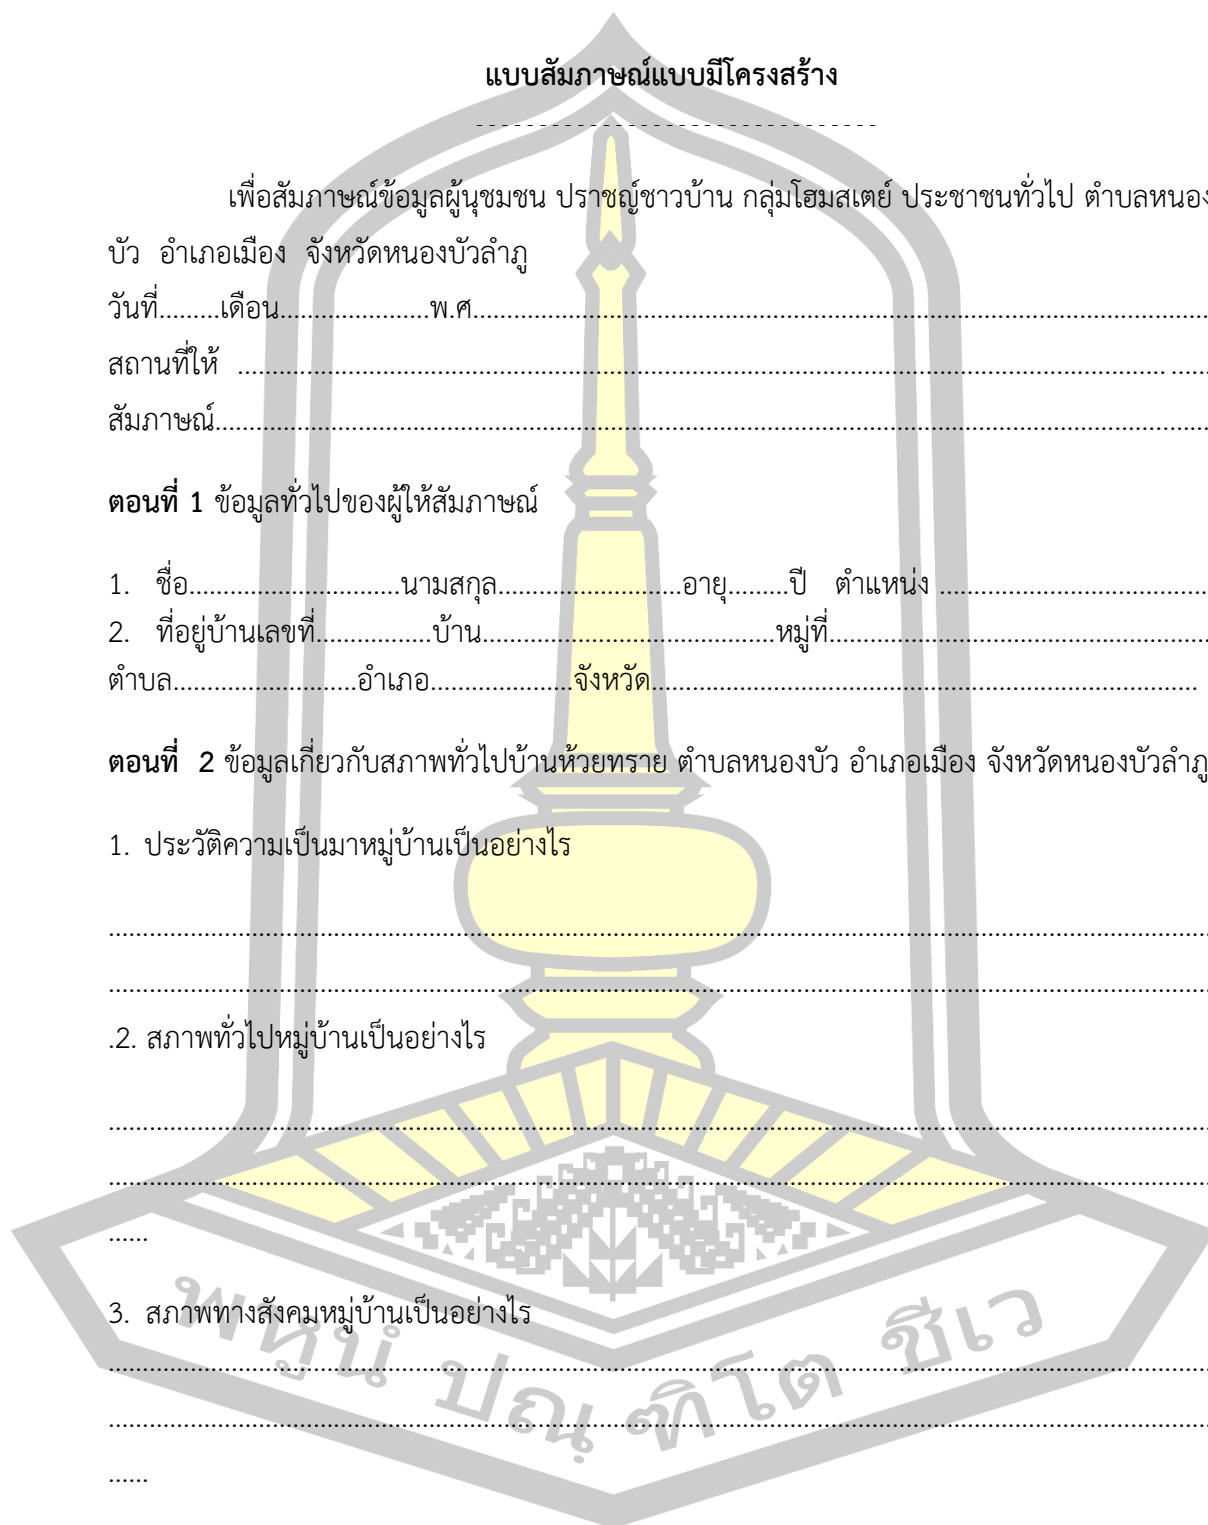 แบบสัมภาษณ์แบบมีโครงสร้าง
--------------------------------
เพื่อสัมภาษณ์ข้อมูลผู้นุชมชน ปราชญ์ชาวบ้าน กลุ่มโฮมสเตย์ ประชาชนทั่วไป ตำบลหนอง
บัว อำเภอเมือง จังหวัดหนองบัวลำภู
วันที่.........เดือน......................พ.ศ.............................................................................................................
สถานที่ให้ ......................................................................................................................................... ......
สัมภาษณ์...................................................................................................................................................
ตอนที่ 1 ข้อมูลทั่วไปของผู้ให้สัมภาษณ์
1. ชื่อ...............................นามสกุล...........................อายุ.........ปี ตำแหน่ง ........................................
2. ที่อยู่บ้านเลขที่.................บ้าน...........................................หมู่ที่........................................................
ตำบล...........................อำเภอ.....................จังหวัด................................................................................
ตอนที่ 2 ข้อมูลเกี่ยวกับสภาพทั่วไปบ้านห้วยทราย ตำบลหนองบัว อำเภอเมือง จังหวัดหนองบัวลำภู
1. ประวัติความเป็นมาหมู่บ้านเป็นอย่างไร
..................................................................................................................................................................
..................................................................................................................................................................
.2. สภาพทั่วไปหมู่บ้านเป็นอย่างไร
..................................................................................................................................................................
..................................................................................................................................................................
......
3. สภาพทางสังคมหมู่บ้านเป็นอย่างไร
..................................................................................................................................................................
..................................................................................................................................................................
......
พหูนํ ปณฺฑิโต ชีเว